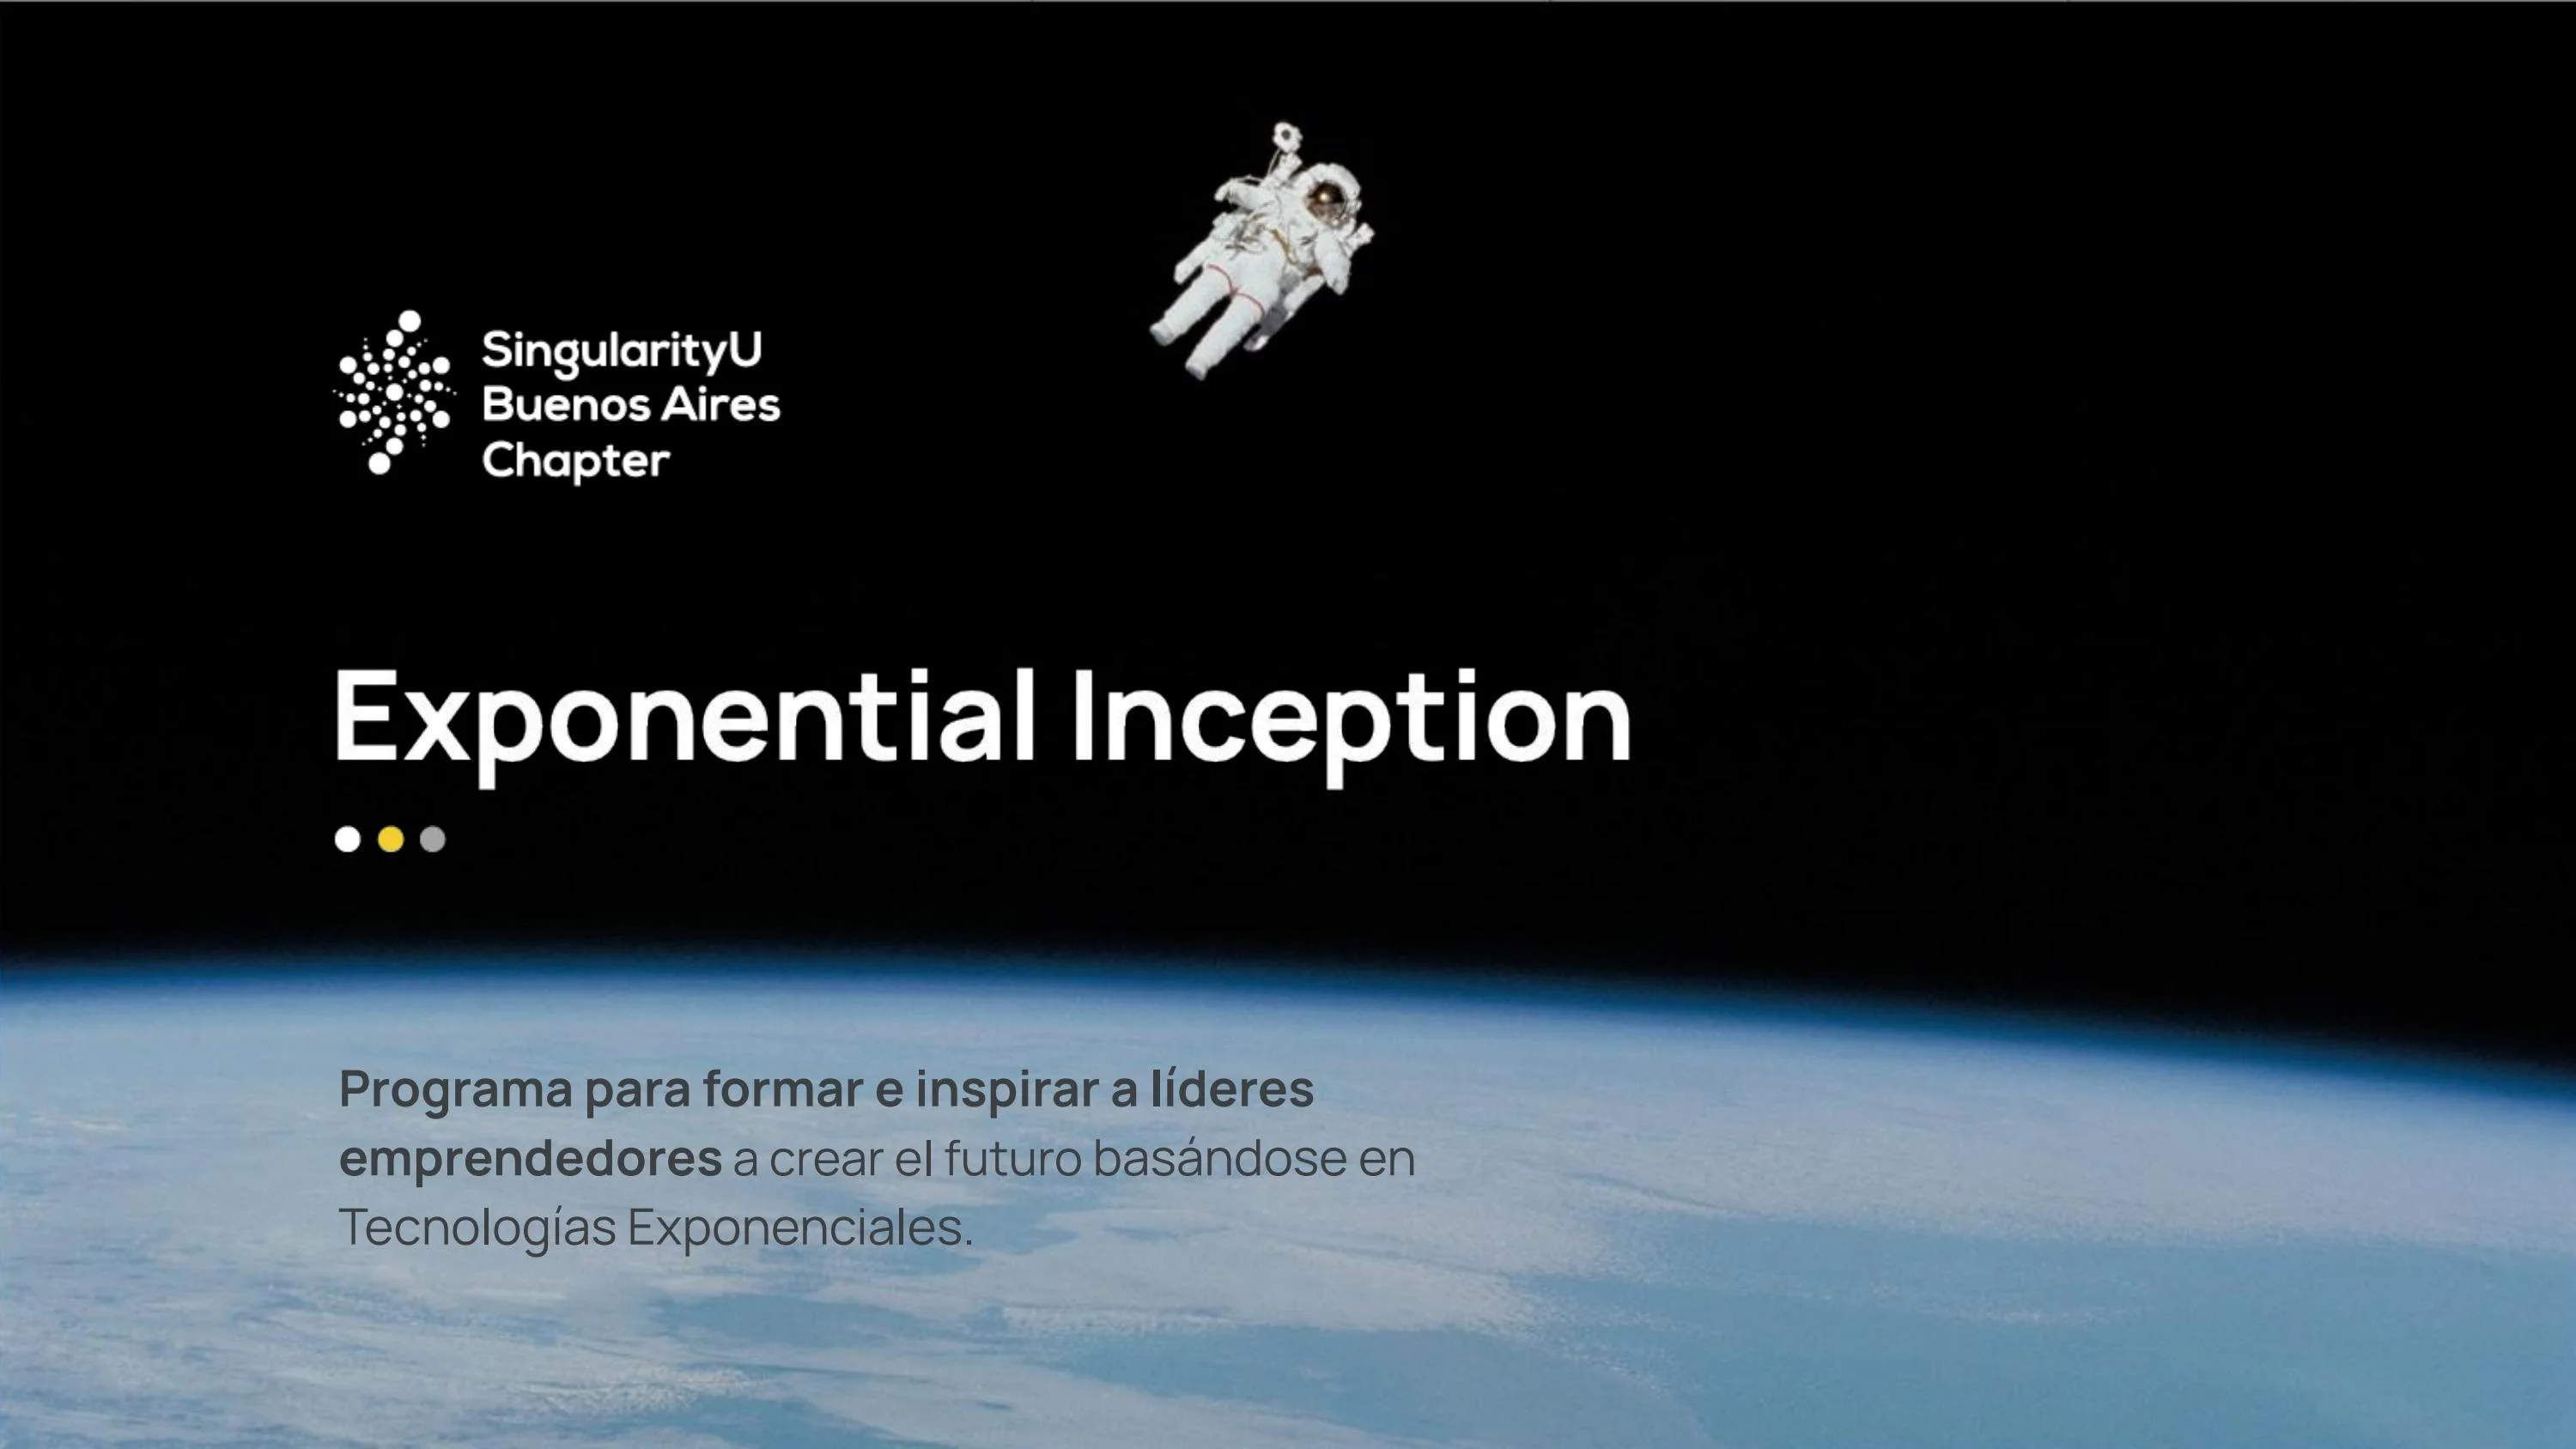 SingularityU
Buenos Aires
Chapter
Exponential Inception
Programa para formar e inspirar a líderes
emprendedores a crear el futuro basándose en
Tecnologías Exponenciales.